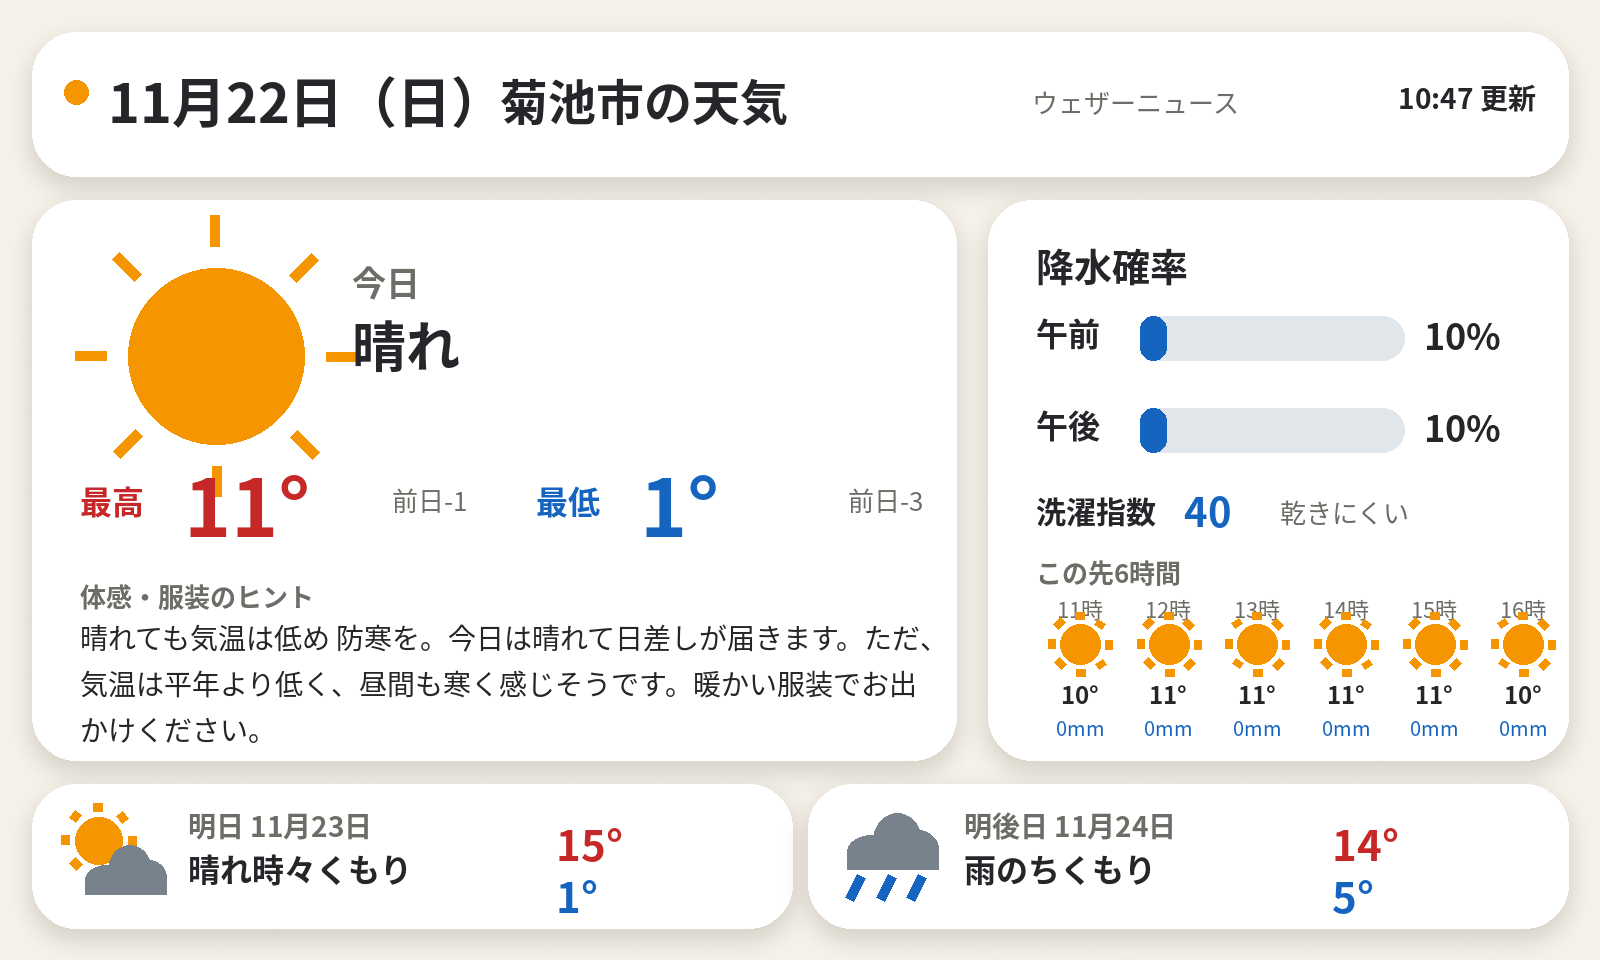 11月22日（日）菊池市の天気
ウェザーニュース
10:47 更新
今日
晴れ
最高 11° 前日-1 最低 1° 前日-3
体感・服装のヒント
晴れても気温は低め 防寒を。今日は晴れて日差しが届きます。ただ、
気温は平年より低く、昼間も寒く感じそうです。暖かい服装でお出
かけください。
降水確率
午前 10%
午後 10%
洗濯指数 40 乾きにくい
この先6時間
11時 12時 13時 14時 15時 16時
10° 11° 11° 11° 11° 10°
0mm 0mm 0mm 0mm 0mm 0mm
明日 11月23日
晴れ時々くもり
15°
1°
明後日 11月24日
雨のちくもり
14°
5°